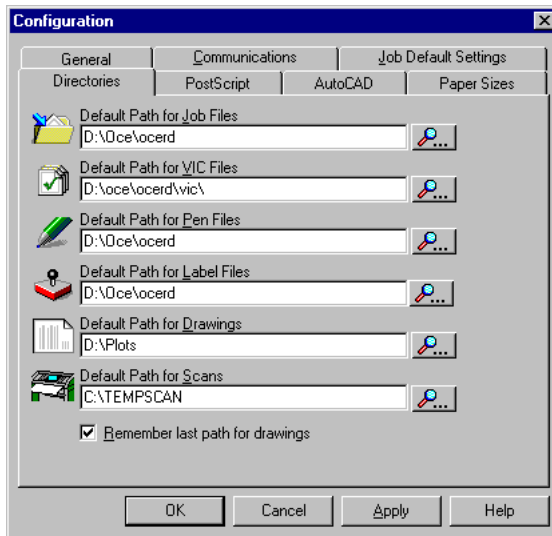 Configuration
General
Communications
Job Default Settings
Directories
PostScript
AutoCAD
Paper Sizes
Default Path for Job Files
D:\Oce\ocerd
Default Path for VIC Files
D:\oce\ocerd\vic\
Default Path for Pen Files
D:\Oce\ocerd
Default Path for Label Files
D:\Oce\ocerd
Default Path for Drawings
D:\Plots
Default Path for Scans
C:\TEMPSCAN
Remember last path for drawings
OK
Cancel
Apply
Help